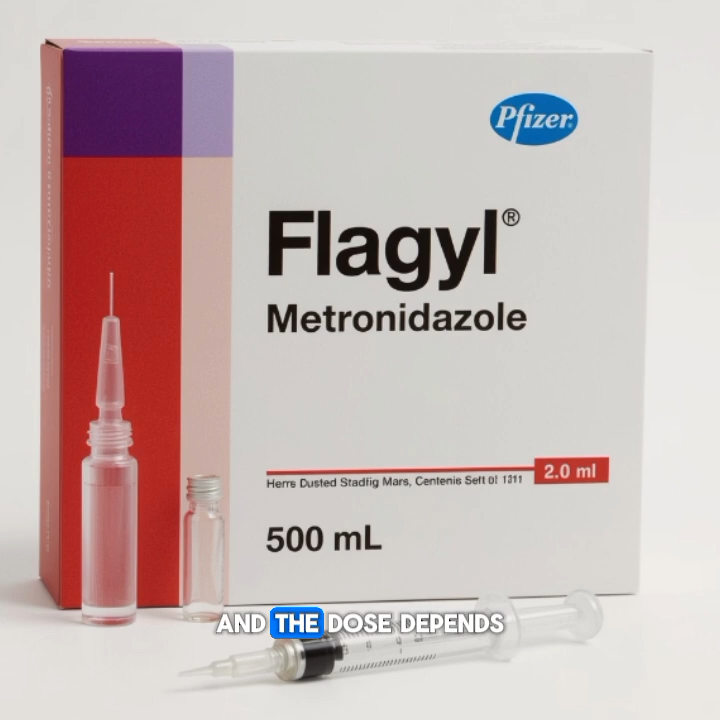 Pfizer
Flagyl®
Metronidazole
Herrs Dusted Stadfig Mars, Centenis Seft of 1311
2.0 ml
500 mL
AND THE DOSE DEPENDS